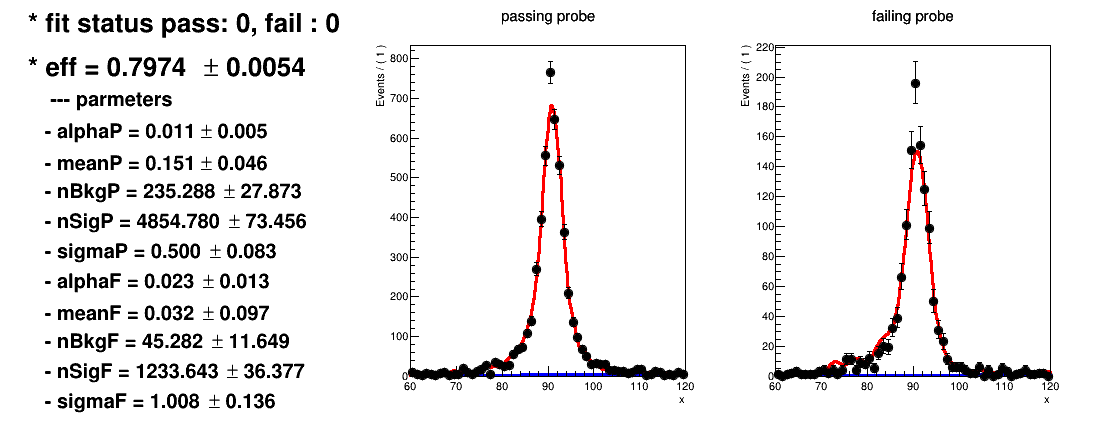 * fit status pass: 0, fail : 0
* eff = 0.7974 ± 0.0054
--- parmeters
- alphaP = 0.011 ± 0.005
- meanP = 0.151 ± 0.046
- nBkgP = 235.288 ± 27.873
- nSigP = 4854.780 ± 73.456
- sigmaP = 0.500 ± 0.083
- alphaF = 0.023 ± 0.013
- meanF = 0.032 ± 0.097
- nBkgF = 45.282 ± 11.649
- nSigF = 1233.643 ± 36.377
- sigmaF = 1.008 ± 0.136
passing probe
Events / ( 1 )
800
700
600
500
400
300
200
100
0
60 70 80 90 100 110 120
x
failing probe
Events / ( 1 )
220
200
180
160
140
120
100
80
60
40
20
0
60 70 80 90 100 110 120
x